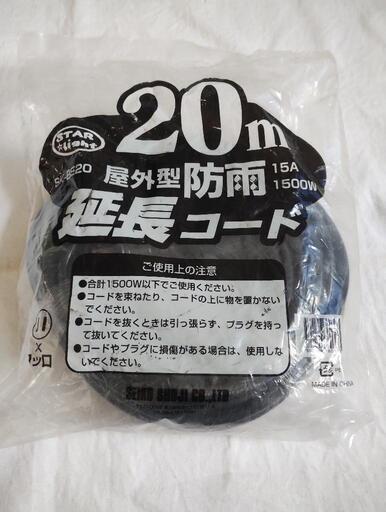 STAR
light
20m
屋外型 防雨 15A
1500W
延長コード
ご使用上の注意
●合計1500W以下でご使用ください。
●コードを束ねたり、コードの上に物を置かない
でください。
●コードを抜くときは引っ張らず、プラグを持っ
て抜いてください。
●コードやプラグに損傷がある場合は、使用しな
いでください。
SEIKO SHOJI CO.,LTD
MADE IN CHINA